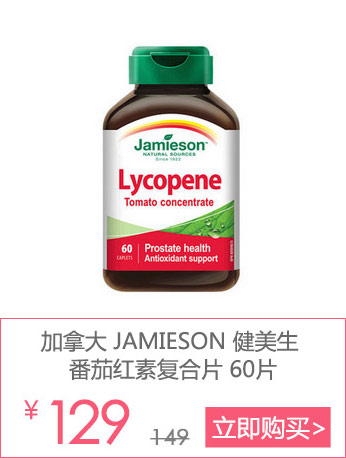 Jamieson
NATURAL SOURCES
Since 1922
Lycopene
Tomato concentrate
60
CAPLETS
Prostate health
Antioxidant support
加拿大 JAMIESON 健美生
番茄红素复合片 60片
¥129 149 立即购买>